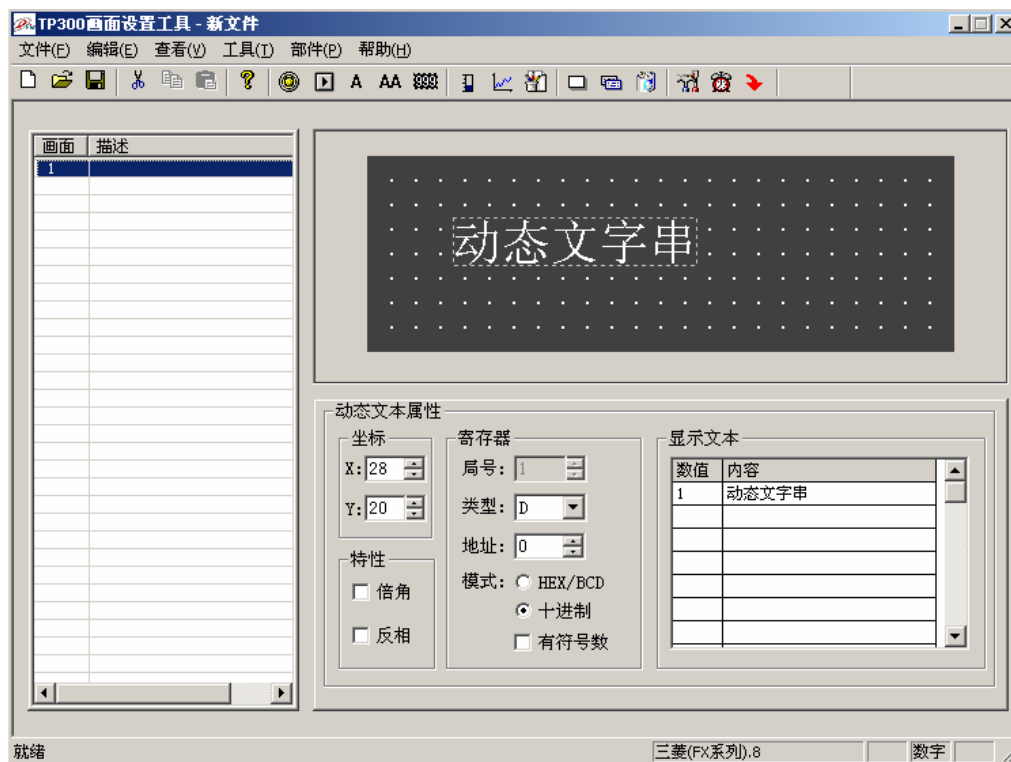 TP300画面设置工具 - 新文件
文件(F) 编辑(E) 查看(V) 工具(T) 部件(P) 帮助(H)
A AA
画面 描述
1
动态文字串
动态文本属性
坐标
X: 28
Y: 20
特性
倍角
反相
寄存器
局号: 1
类型: D
地址: 0
模式: HEX/BCD
十进制
有符号数
显示文本
数值 内容
1 动态文字串
就绪
三菱(FX系列).8
数字